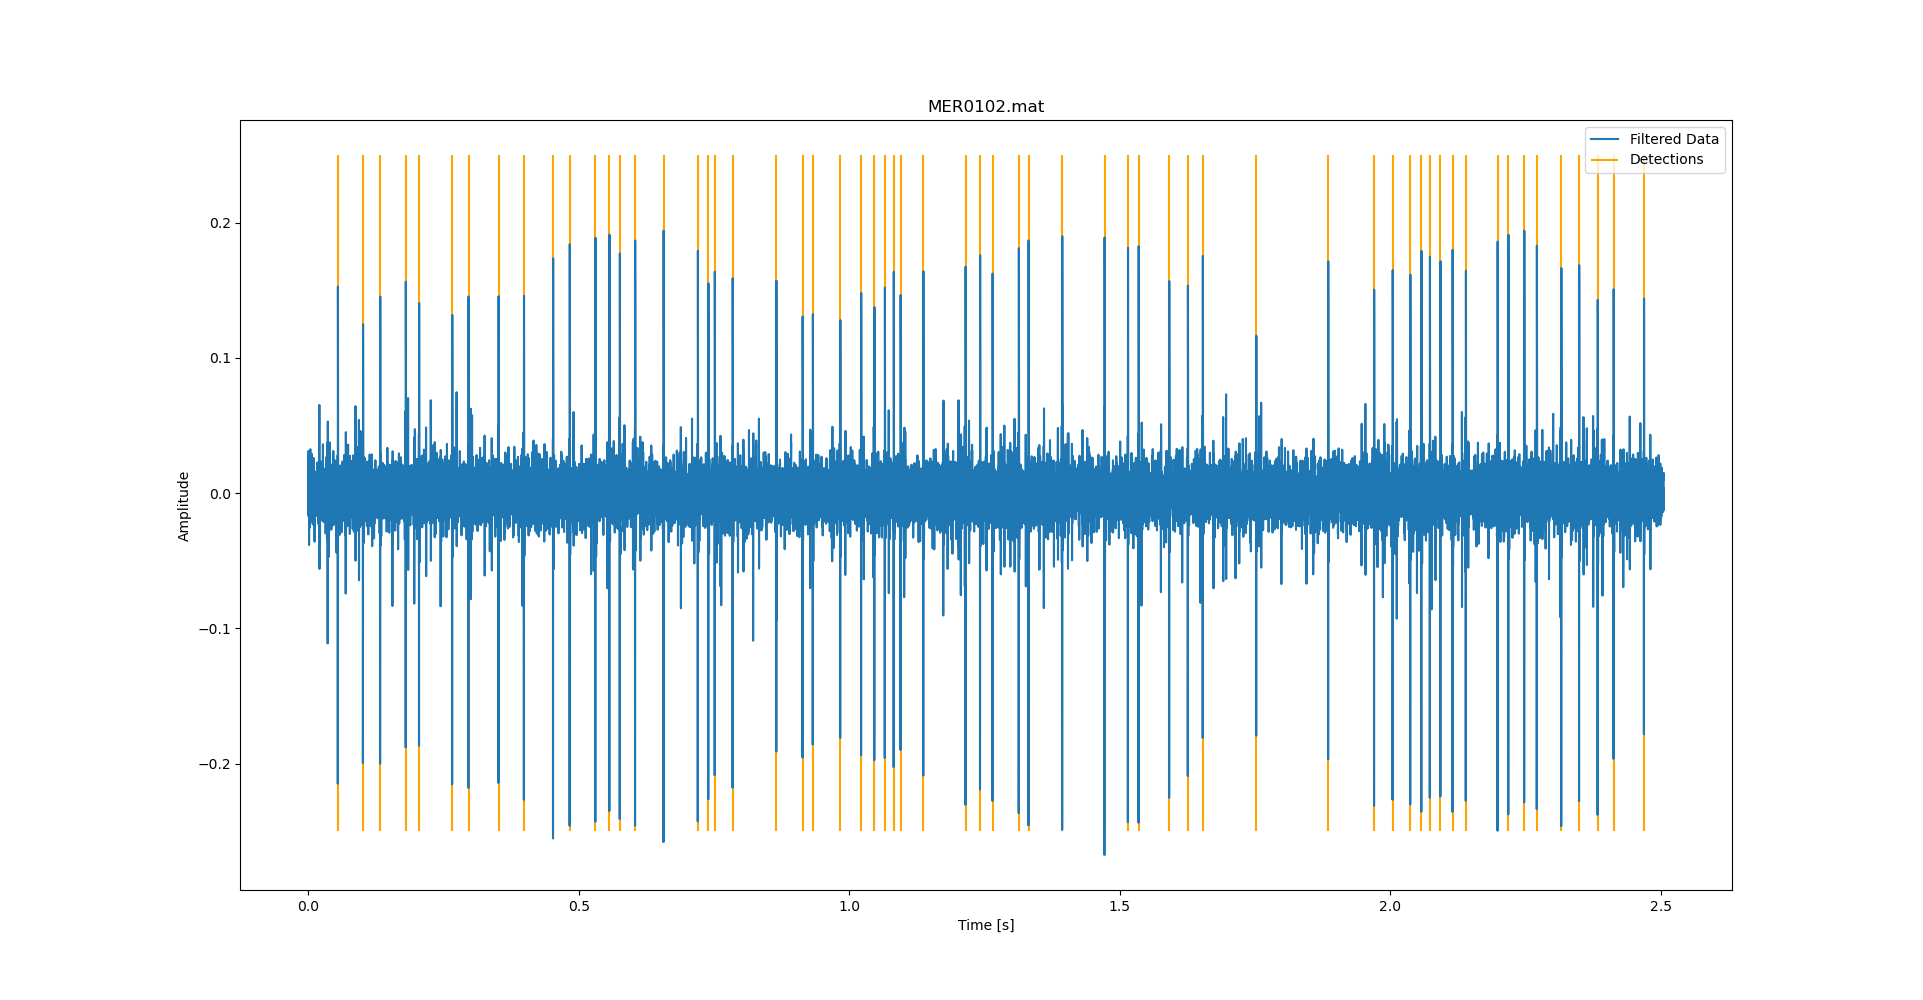 MER0102.mat
Filtered Data
Detections
Amplitude
0.2
0.1
0.0
−0.1
−0.2
0.0 0.5 1.0 1.5 2.0 2.5
Time [s]